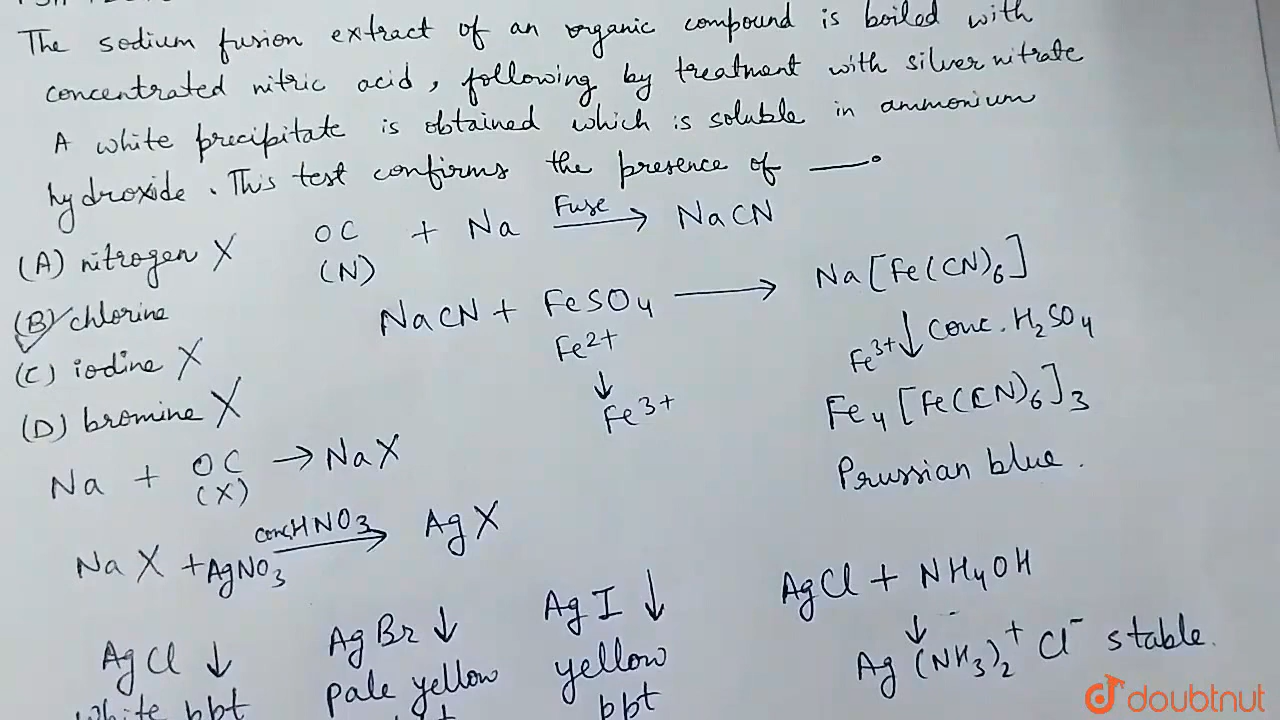 The sodium fusion extract of an organic compound is boiled with
concentrated nitric acid, following by treatment with silver nitrate
A white precipitate is obtained which is soluble in ammonium
hydroxide. This test confirms the presence of ___.
(A) nitrogen X
OC (N) + Na Fuse → NaCN
(B) chlorine
NaCN + FeSO4 → Na[Fe(CN)6]
Fe2+
↓
Fe3+
Fe3+ ↓ Conc. H2SO4
(C) iodine X
Fe4[Fe(CN)6]3
(D) bromine X
Prussian blue.
Na + OC (X) → NaX
NaX + AgNO3 conc HNO3 → AgX
AgCl ↓
white ppt
AgBr ↓
pale yellow
AgI ↓
yellow
ppt
AgCl + NH4OH
↓
Ag(NH3)2+ Cl- stable.
doubtnut